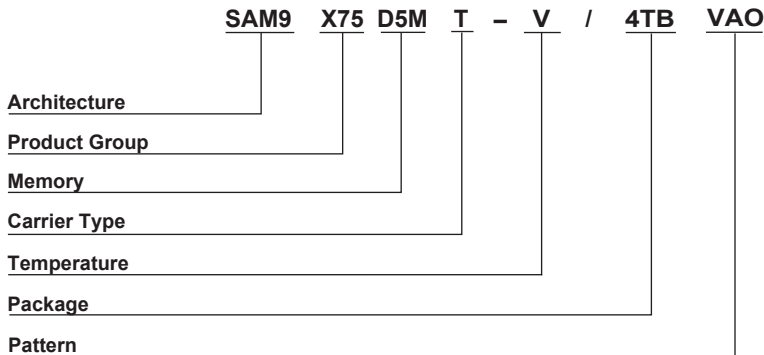 SAM9 X75 D5M T – V / 4TB VAO
Architecture
Product Group
Memory
Carrier Type
Temperature
Package
Pattern